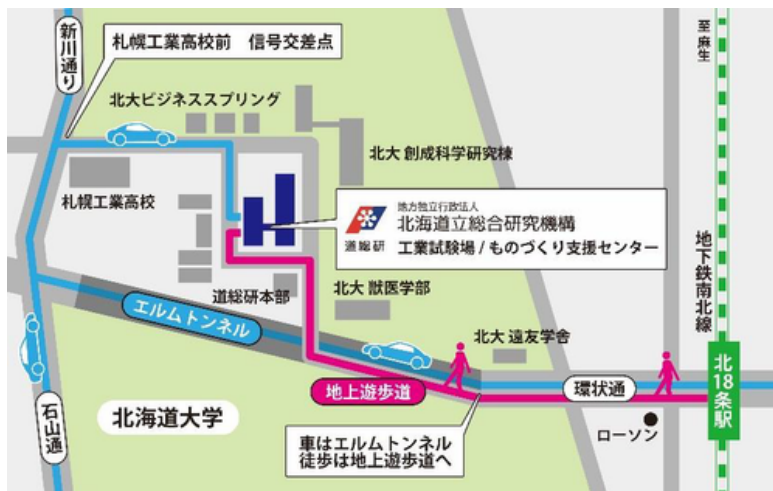 新川通り
札幌工業高校前 信号交差点
至麻生
北大ビジネススプリング
北大 創成科学研究棟
札幌工業高校
地方独立行政法人
北海道立総合研究機構
道総研
工業試験場 / ものづくり支援センター
地下鉄南北線
道総研本部
北大 獣医学部
エルムトンネル
北大 遠友学舎
北18条駅
地上遊歩道
環状通
石山通
北海道大学
ローソン
車はエルムトンネル
徒歩は地上遊歩道へ